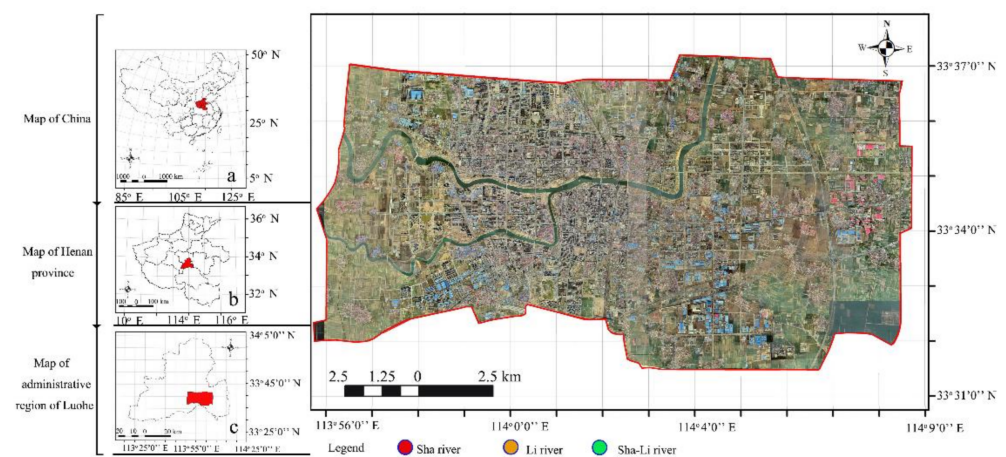 Map of China
50° N
25° N
5° N
1000 0 1000 km
a
85° E 105° E 125° E
Map of Henan
province
36° N
34° N
32° N
100 0 100 km
b
10° E 114° E 116° E
Map of
administrative
region of Luohe
34°5'0'' N
33°45'0'' N
33°25'0'' N
20 10 0
c
113°25'0'' E 113°55'0'' E 114°25'0'' E
N
W E
S
33°37'0'' N
33°34'0'' N
33°31'0'' N
2.5 1.25 0 2.5 km
113°56'0'' E 114°0'0'' E 114°4'0'' E 114°9'0'' E
Legend Sha river Li river Sha-Li river